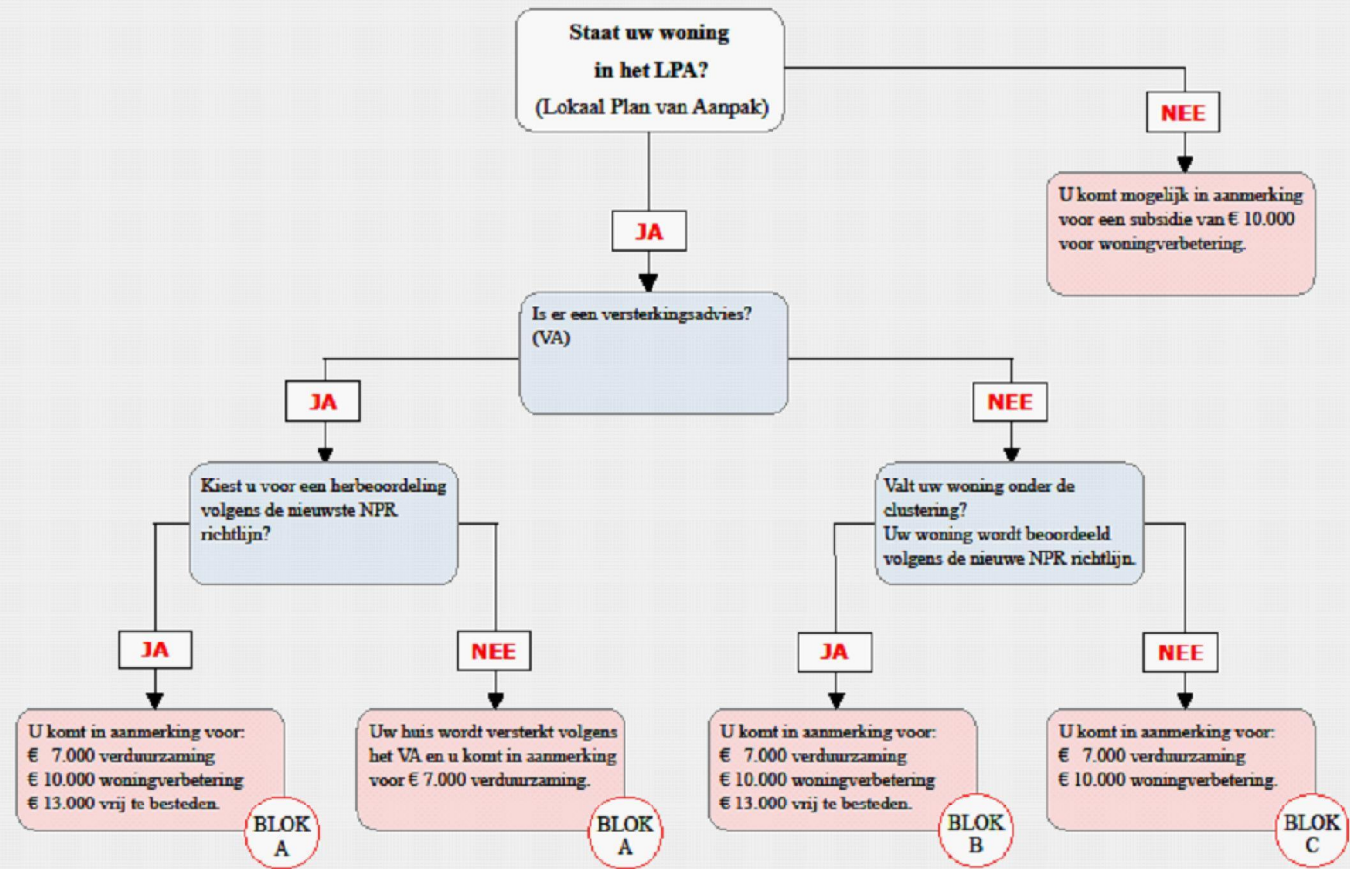 Staat uw woning
in het LPA?
(Lokaal Plan van Aanpak)
NEE
U komt mogelijk in aanmerking
voor een subsidie van € 10.000
voor woningverbetering.
JA
Is er een versterkingsadvies?
(VA)
JA
NEE
Kiest u voor een herbeoordeling
volgens de nieuwste NPR
richtlijn?
Valt uw woning onder de
clustering?
Uw woning wordt beoordeeld
volgens de nieuwe NPR richtlijn.
JA
NEE
JA
NEE
U komt in aanmerking voor:
€ 7.000 verduurzaming
€ 10.000 woningverbetering
€ 13.000 vrij te besteden.
BLOK
A
Uw huis wordt versterkt volgens
het VA en u komt in aanmerking
voor € 7.000 verduurzaming.
BLOK
A
U komt in aanmerking voor:
€ 7.000 verduurzaming
€ 10.000 woningverbetering
€ 13.000 vrij te besteden.
BLOK
B
U komt in aanmerking voor:
€ 7.000 verduurzaming
€ 10.000 woningverbetering.
BLOK
C